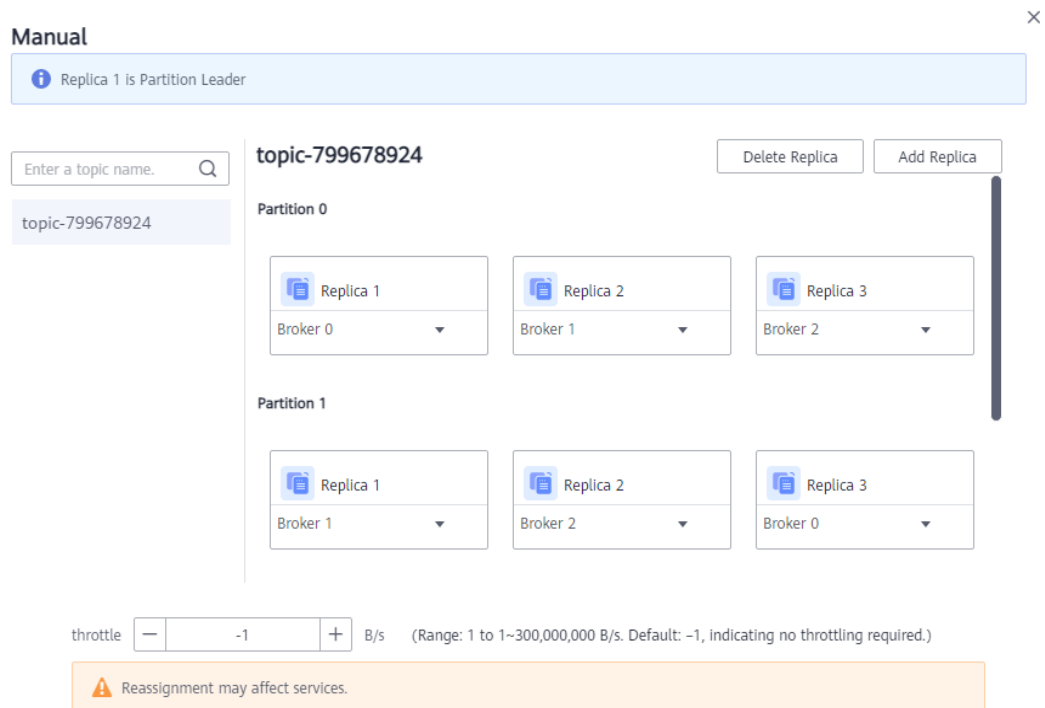 Manual
Replica 1 is Partition Leader
Enter a topic name.
topic-799678924
topic-799678924
Delete Replica
Add Replica
Partition 0
Replica 1
Replica 2
Replica 3
Broker 0
Broker 1
Broker 2
Partition 1
Replica 1
Replica 2
Replica 3
Broker 1
Broker 2
Broker 0
throttle -1 B/s (Range: 1 to 1~300,000,000 B/s. Default: –1, indicating no throttling required.)
Reassignment may affect services.